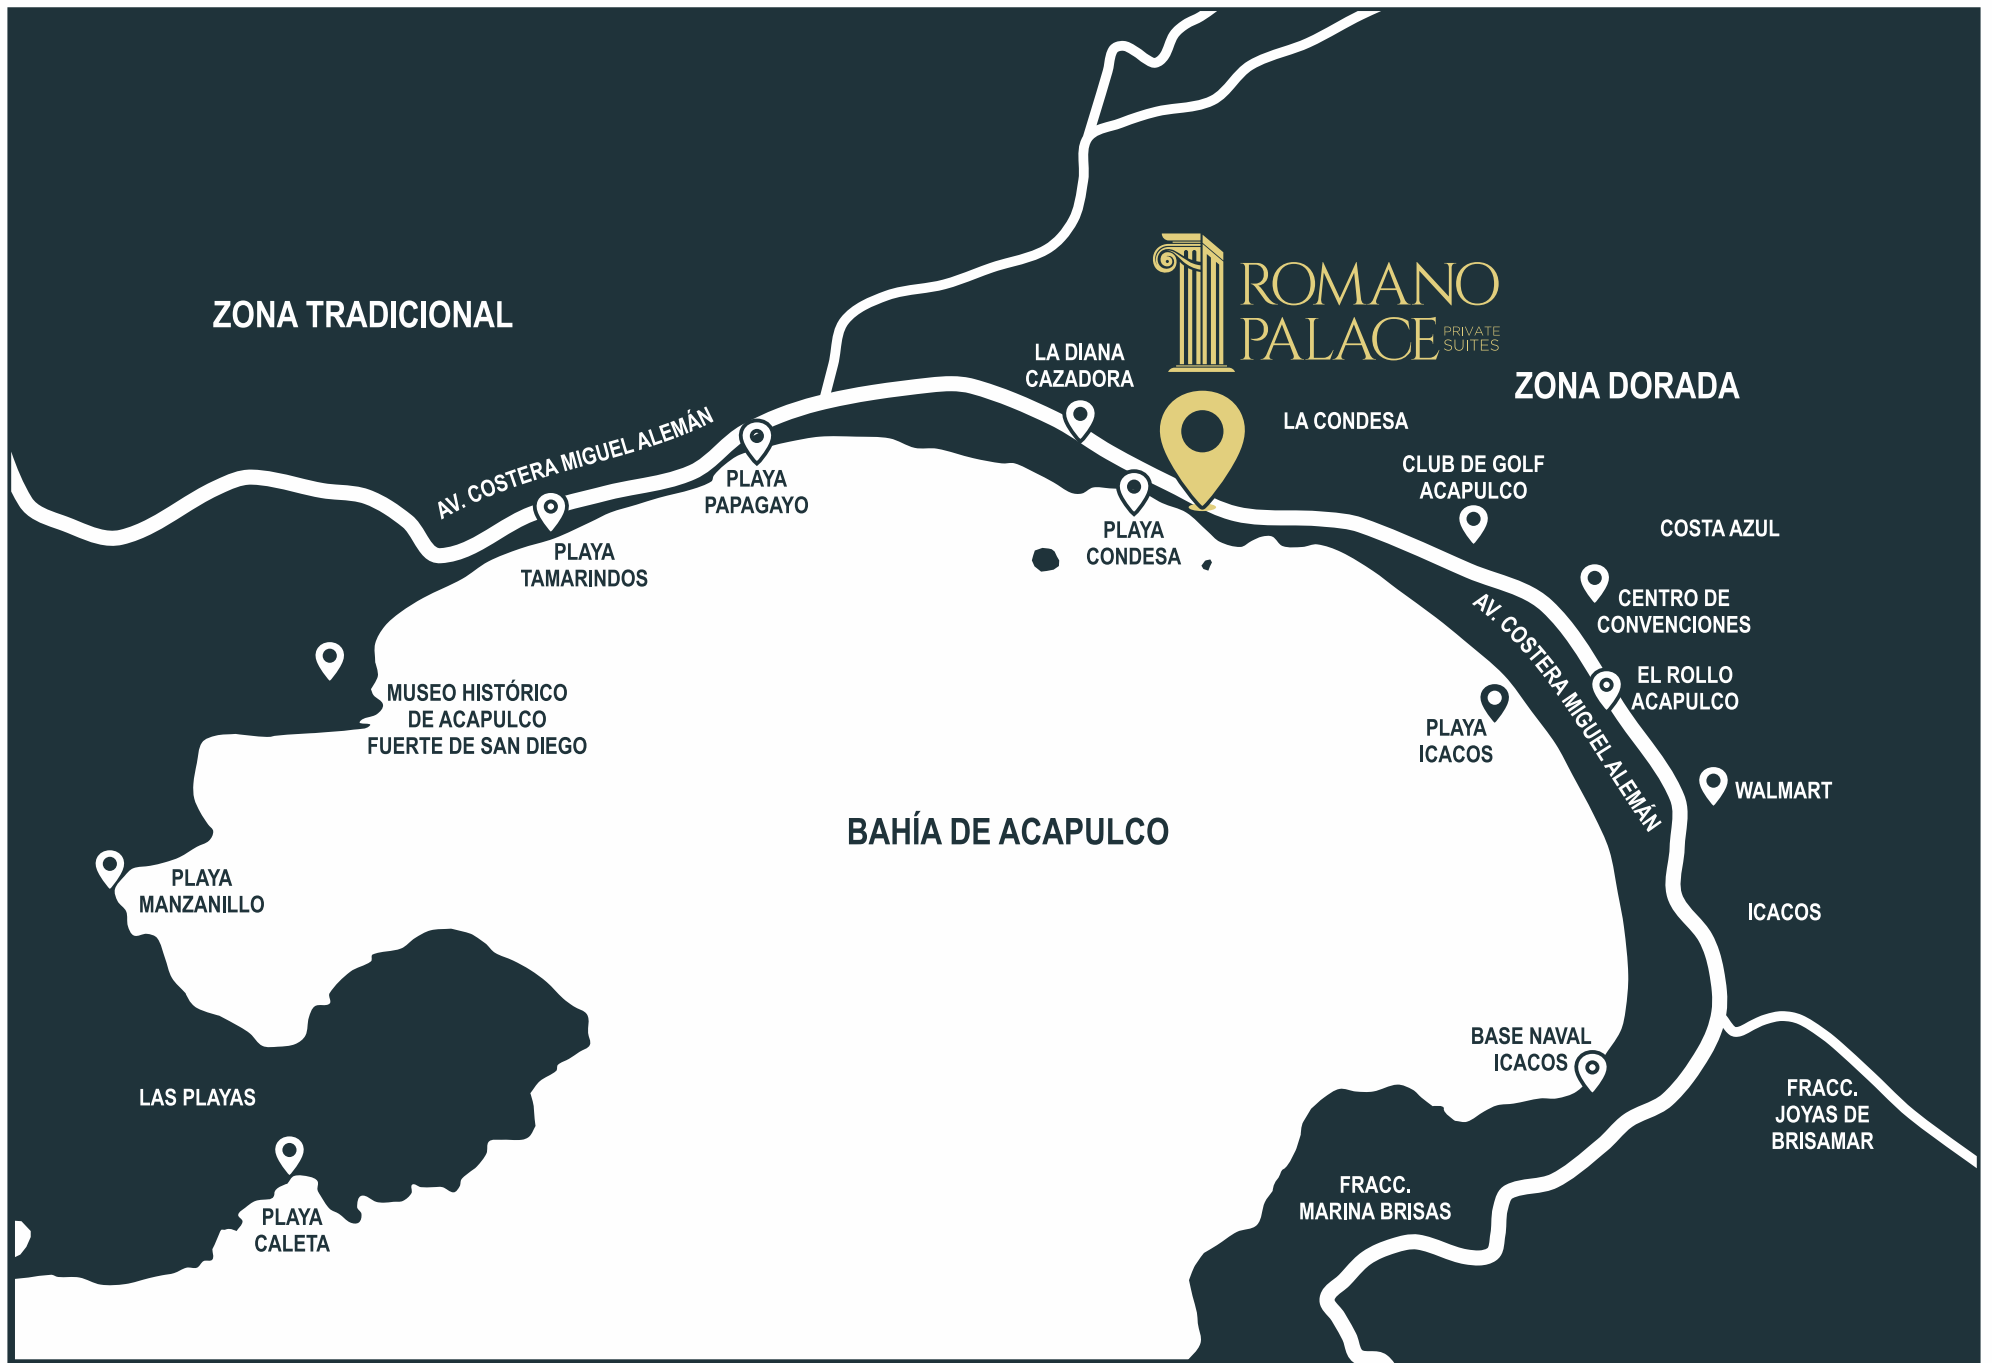 ROMANO
PALACE
PRIVATE
SUITES
ZONA TRADICIONAL
LA DIANA
CAZADORA
ZONA DORADA
LA CONDESA
AV. COSTERA MIGUEL ALEMÁN
PLAYA
PAPAGAYO
CLUB DE GOLF
ACAPULCO
PLAYA
TAMARINDOS
PLAYA
CONDESA
COSTA AZUL
CENTRO DE
CONVENCIONES
AV. COSTERA MIGUEL ALEMÁN
MUSEO HISTÓRICO
DE ACAPULCO
FUERTE DE SAN DIEGO
EL ROLLO
ACAPULCO
PLAYA
ICACOS
WALMART
BAHÍA DE ACAPULCO
PLAYA
MANZANILLO
ICACOS
BASE NAVAL
ICACOS
LAS PLAYAS
FRACC.
JOYAS DE
BRISAMAR
FRACC.
MARINA BRISAS
PLAYA
CALETA